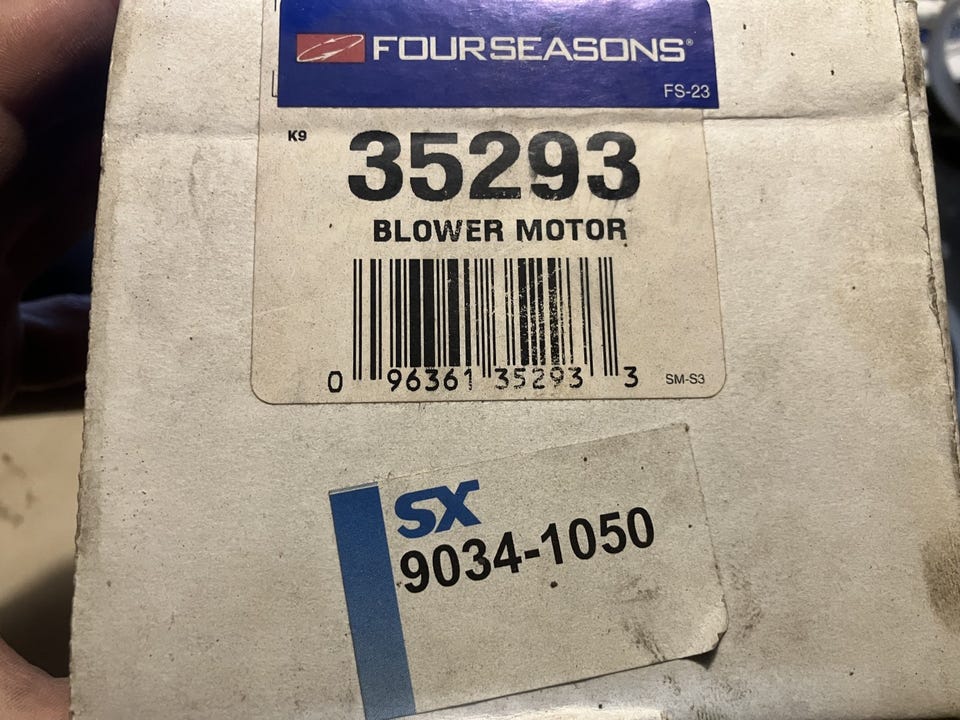 FOURSEASONS®
FS-23
K9
35293
BLOWER MOTOR
0 96361 35293 3
SM-S3
SX
9034-1050